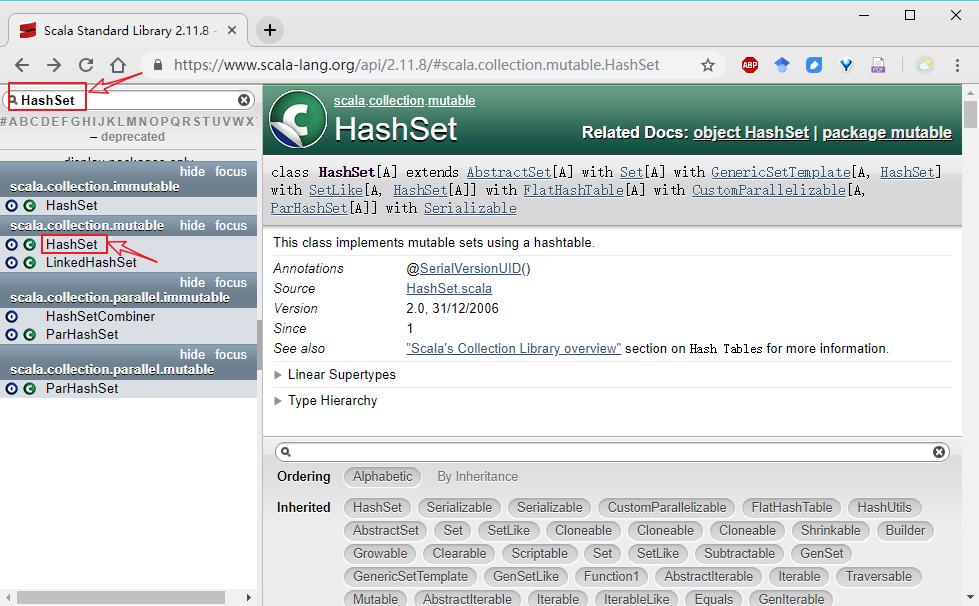 Scala Standard Library 2.11.8 -
https://www.scala-lang.org/api/2.11.8/#scala.collection.mutable.HashSet
ABP
HashSet
#ABCDEFGHIJKLMNOPQRSTUVWX
– deprecated
display packages only
hide focus
scala.collection.immutable
HashSet
scala.collection.mutable hide focus
HashSet
LinkedHashSet
hide focus
scala.collection.parallel.immutable
HashSetCombiner
ParHashSet
hide focus
scala.collection.parallel.mutable
ParHashSet
scala.collection.mutable
HashSet
Related Docs: object HashSet | package mutable
class HashSet[A] extends AbstractSet[A] with Set[A] with GenericSetTemplate[A, HashSet]
with SetLike[A, HashSet[A]] with FlatHashTable[A] with CustomParallelizable[A,
ParHashSet[A]] with Serializable
This class implements mutable sets using a hashtable.
Annotations @SerialVersionUID()
Source HashSet.scala
Version 2.0, 31/12/2006
Since 1
See also "Scala's Collection Library overview" section on Hash Tables for more information.
Linear Supertypes
Type Hierarchy
Ordering Alphabetic By Inheritance
Inherited HashSet Serializable Serializable CustomParallelizable FlatHashTable HashUtils
AbstractSet Set SetLike Cloneable Cloneable Cloneable Shrinkable Builder
Growable Clearable Scriptable Set SetLike Subtractable GenSet
GenericSetTemplate GenSetLike Function1 AbstractIterable Iterable Traversable
Mutable AbstractIterable Iterable IterableLike Equals GenIterable